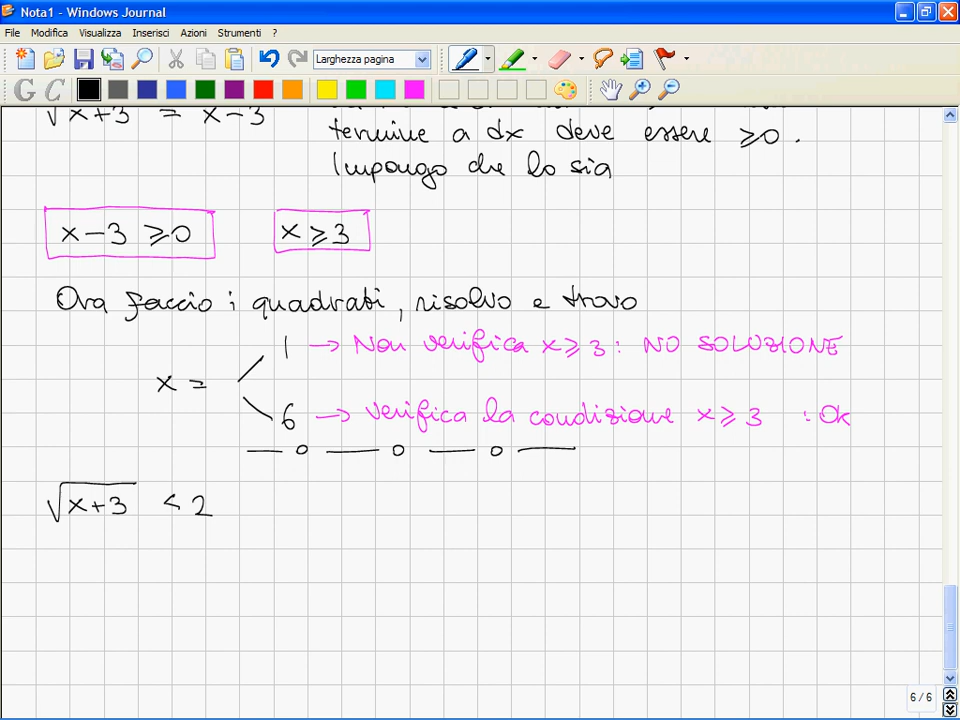 Nota1 - Windows Journal
File Modifica Visualizza Inserisci Azioni Strumenti ?
Larghezza pagina
G C
√x+3 = x-3
termine a dx deve essere ⩾0.
Impongo che lo sia
x-3 ⩾0 x ⩾3
Ora faccio i quadrati, risolvo e trovo
1 → Non verifica x⩾3: NO SOLUZIONE
x =
6 → verifica la condizione x⩾3 : Ok
√x+3 < 2
6 / 6